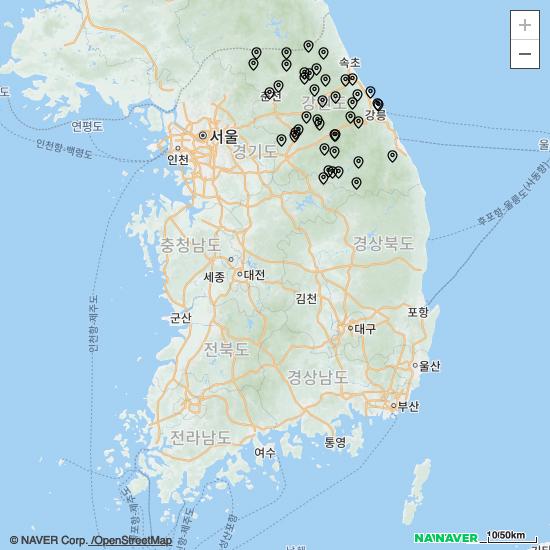 +
−
속초
춘천
강원도
강릉
연평도
인천항-백령도
서울
인천
경기도
울
후포항-울릉도(사동항)
충청남도
경상북도
세종
대전
인천항-제주도
김천
군산
포항
대구
전북도
경상남도
울산
부산
전라남도
통영
여수
© NAVER Corp. /OpenStreetMap
NA NAVER
10/50km